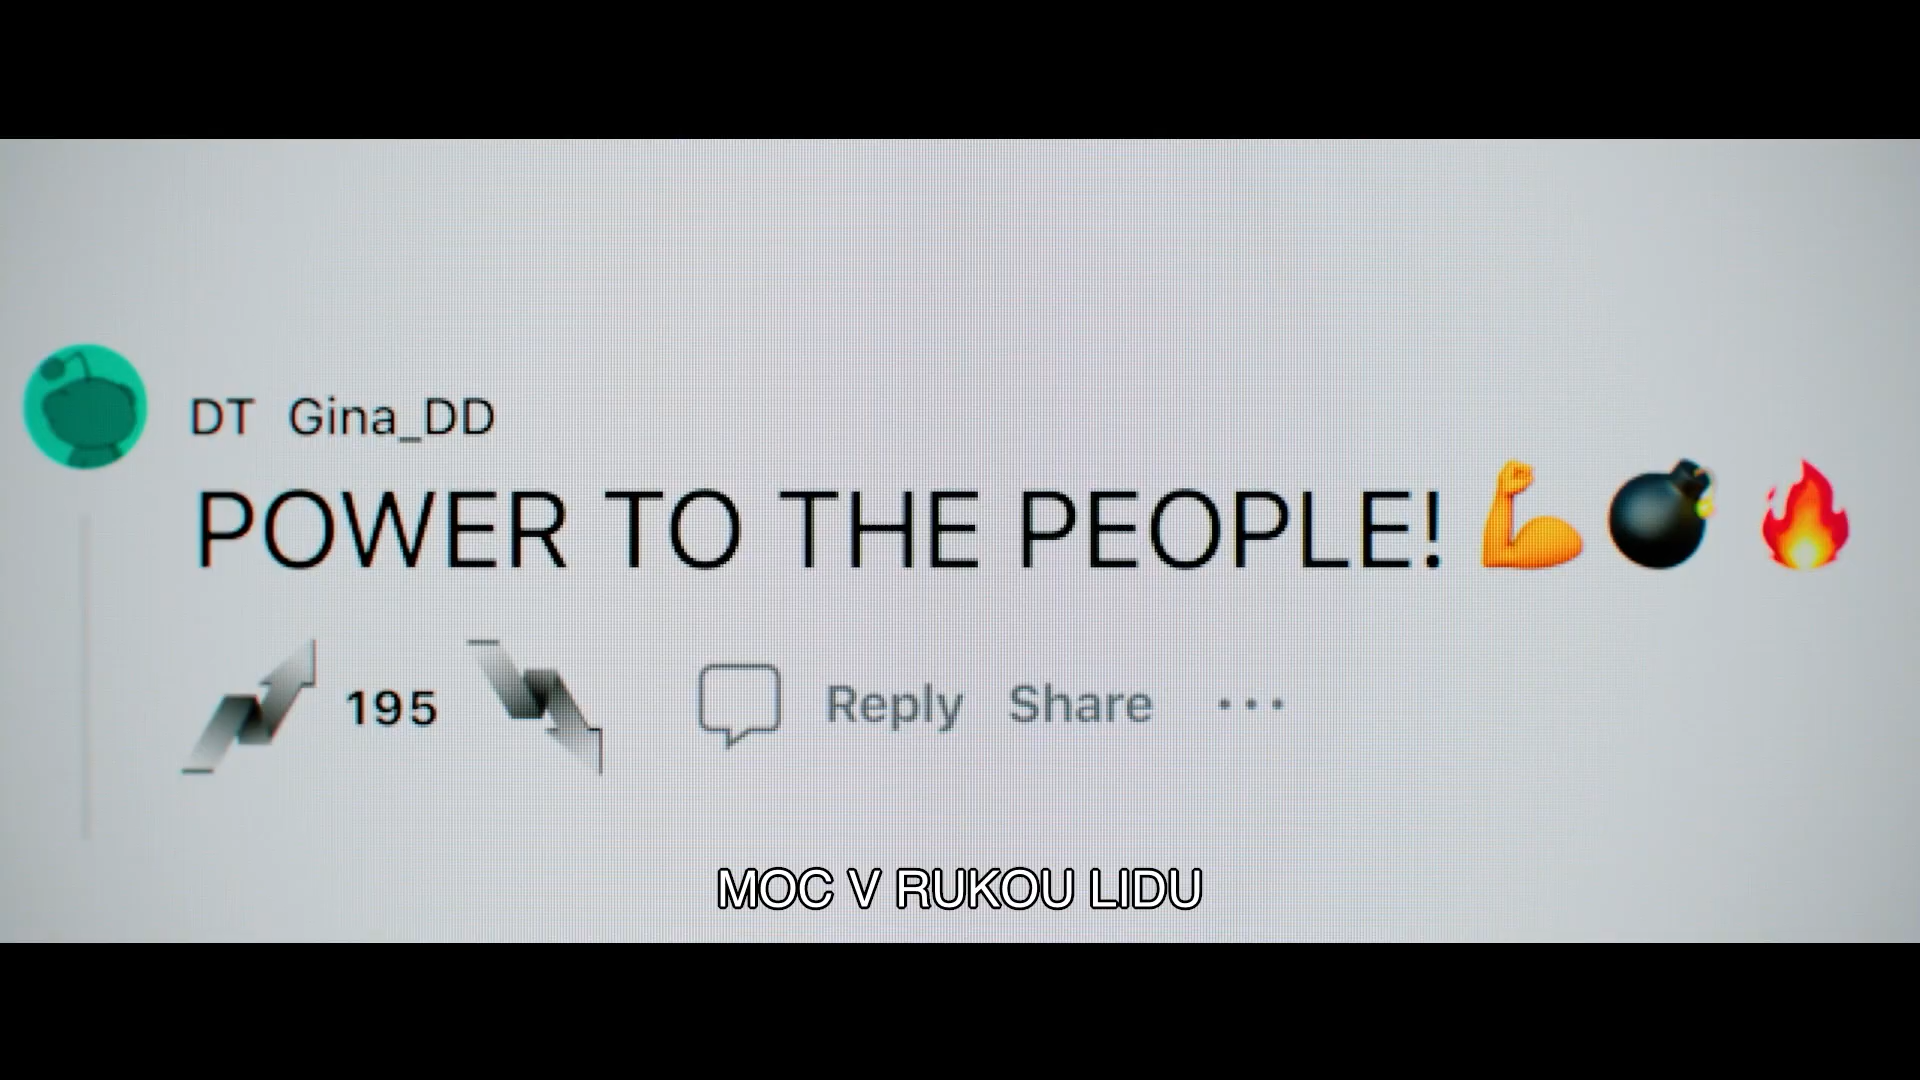 DT Gina_DD
POWER TO THE PEOPLE! 💪💣🔥
195 Reply Share ...
MOC V RUKOU LIDU